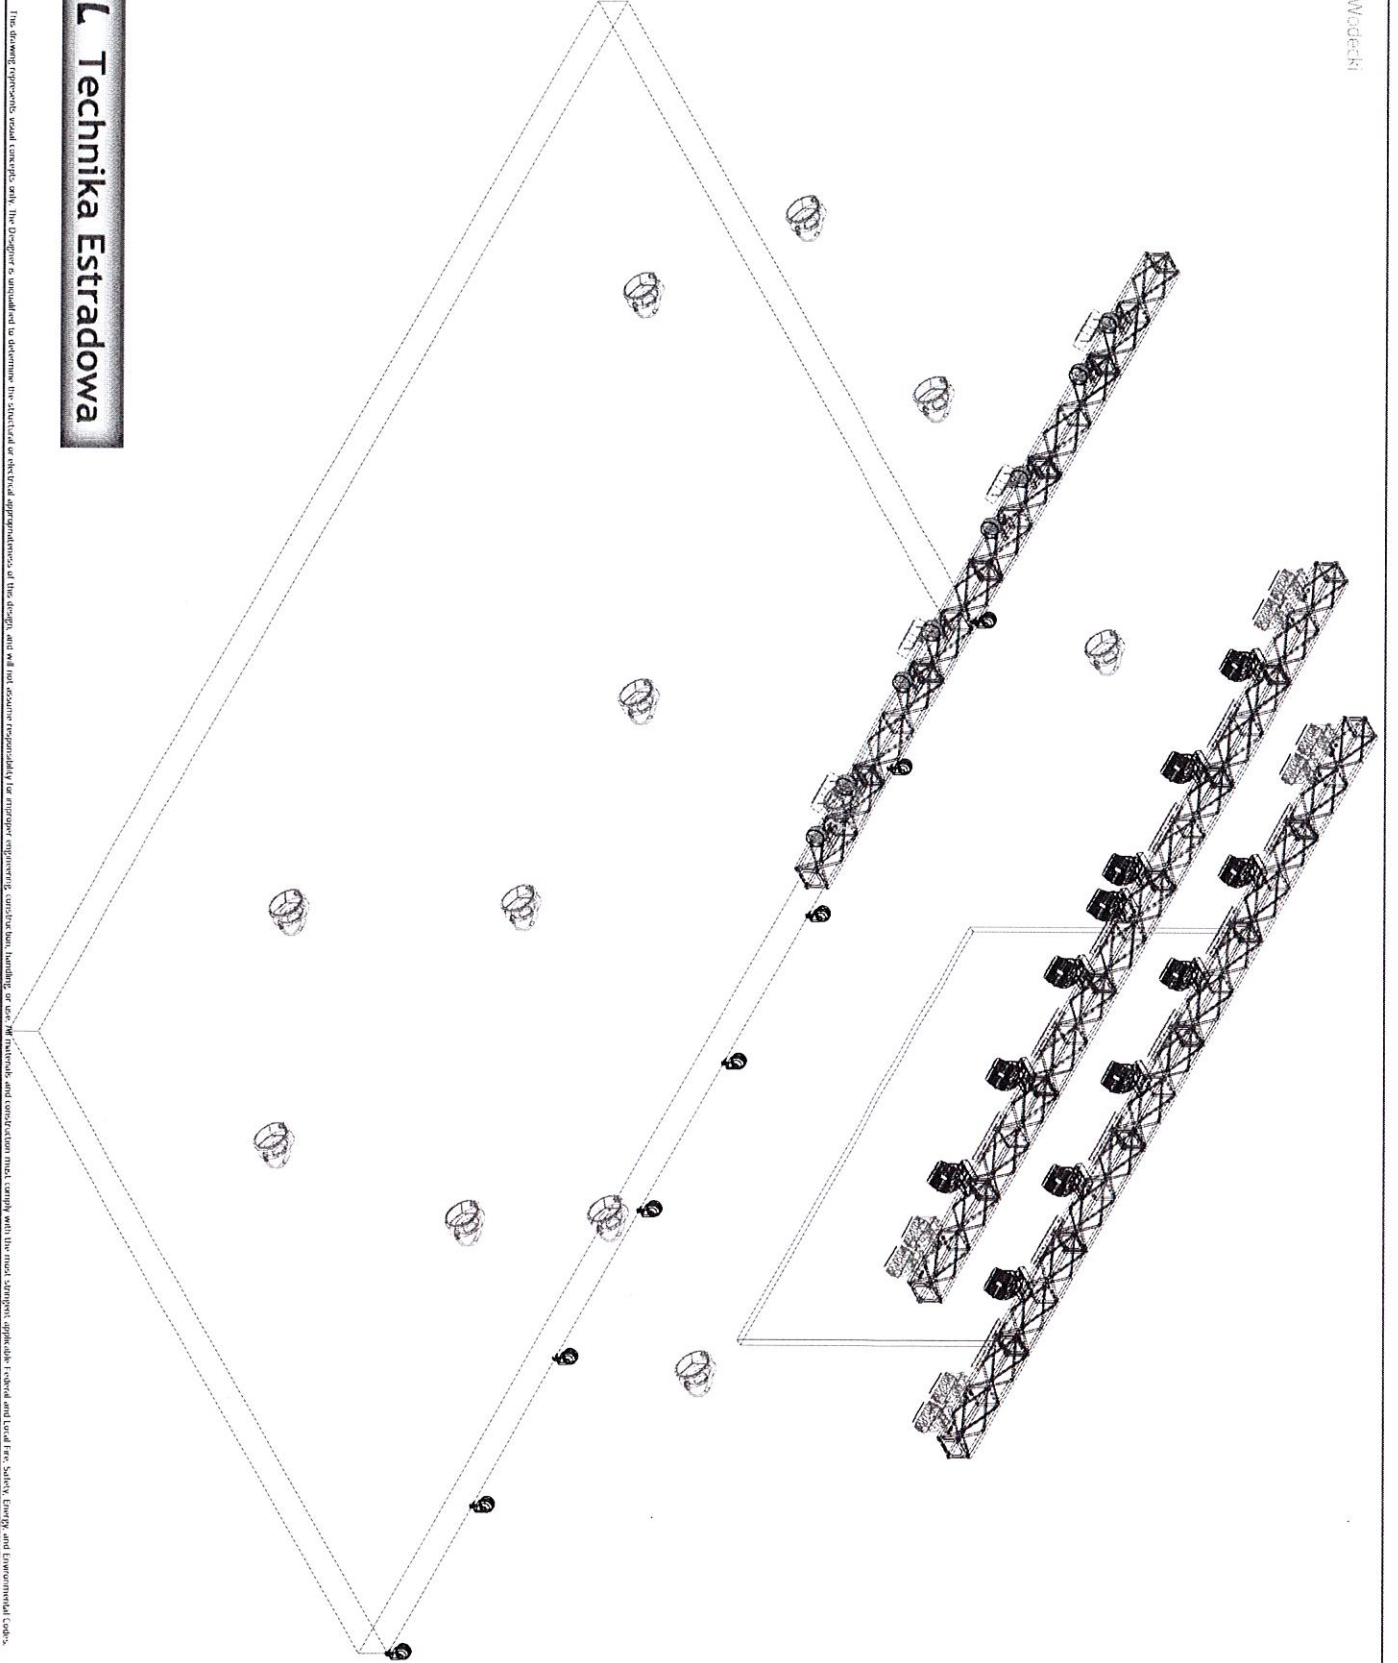 Wodecki
L Technika Estradowa
This drawing represents visual concepts only. The Designer is unqualified to determine the structural or electrical appropriateness of this design, and will not assume responsibility for improper engineering, construction, handling, or use. All materials and construction must comply with the most stringent applicable Federal and Local Fire, Safety, Energy, and Environmental Codes.